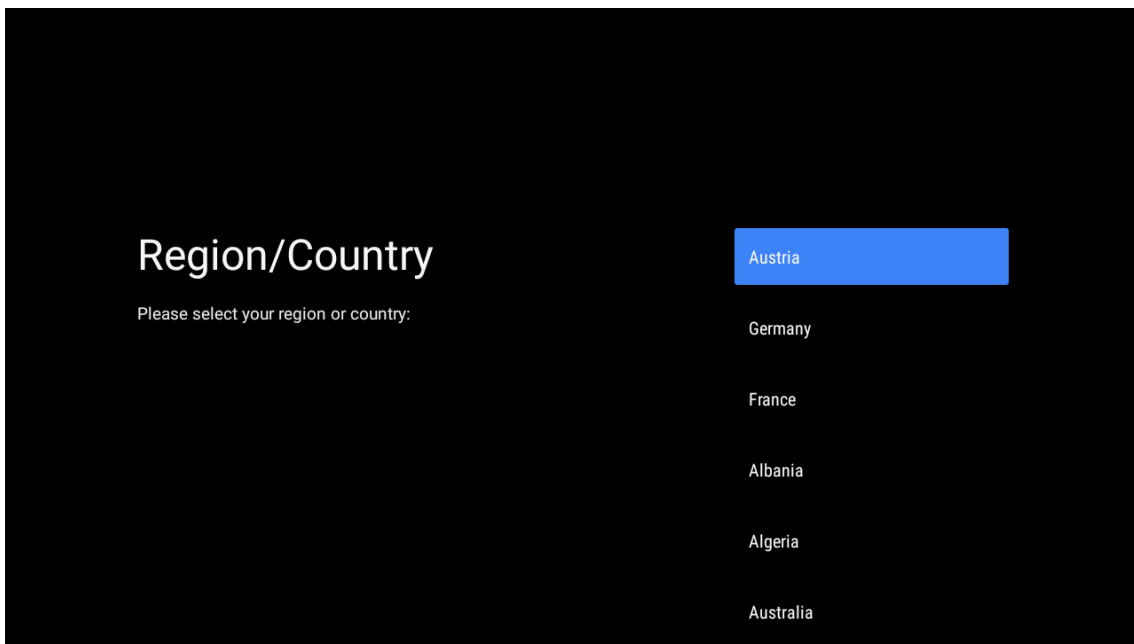 Region/Country
Please select your region or country:
Austria
Germany
France
Albania
Algeria
Australia